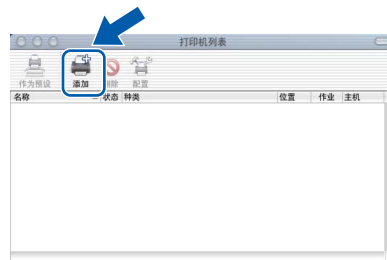 打印机列表
作为预设 添加 删除 配置
名称 状态 种类 位置 作业 主机